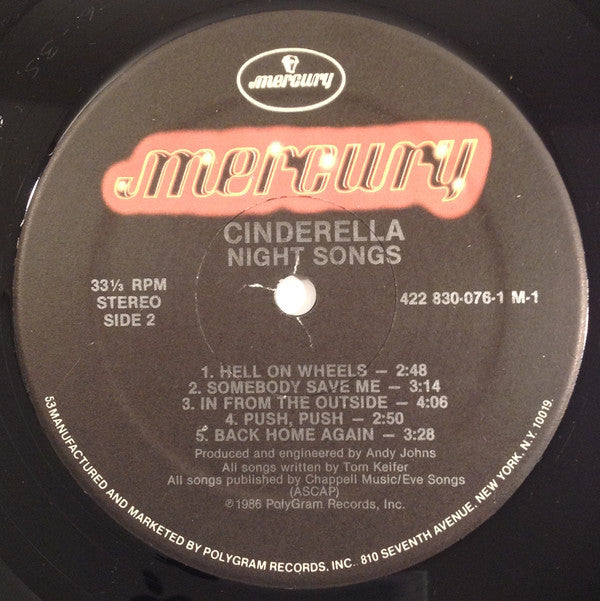 mercury
mercury
CINDERELLA
NIGHT SONGS
33⅓ RPM
STEREO
SIDE 2
422 830-076-1 M-1
1. HELL ON WHEELS – 2:48
2. SOMEBODY SAVE ME – 3:14
3. IN FROM THE OUTSIDE – 4:06
4. PUSH, PUSH – 2:50
5. BACK HOME AGAIN – 3:28
Produced and engineered by Andy Johns
All songs written by Tom Keifer
All songs published by Chappell Music/Eve Songs
(ASCAP)
℗1986 PolyGram Records, Inc.
53MANUFACTURED AND MARKETED BY POLYGRAM RECORDS, INC. 810 SEVENTH AVENUE, NEW YORK, N.Y. 10019.